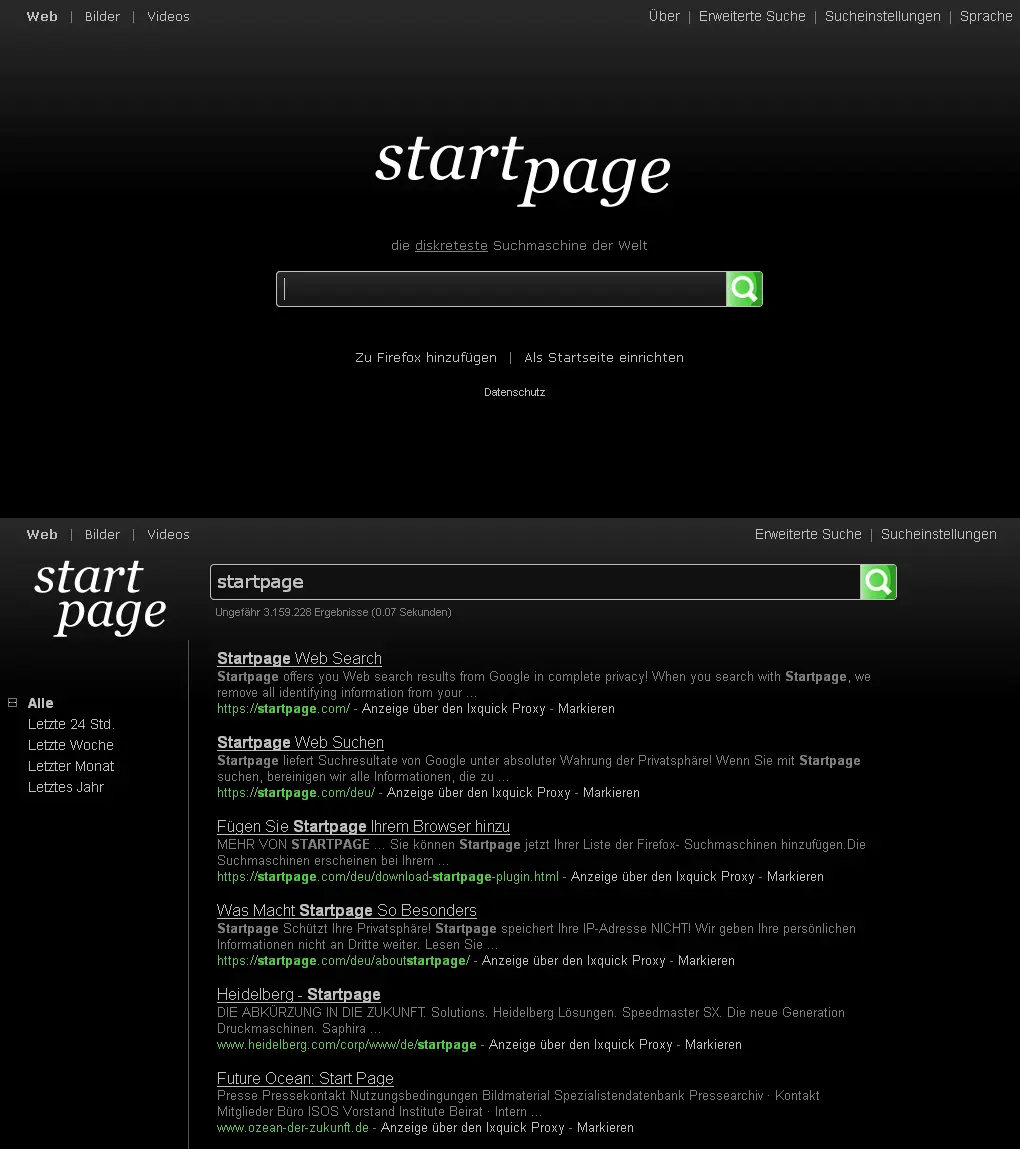 Web | Bilder | Videos
Über | Erweiterte Suche | Sucheinstellungen | Sprache
startpage
die diskreteste Suchmaschine der Welt
Zu Firefox hinzufügen | Als Startseite einrichten
Datenschutz
Web | Bilder | Videos
Erweiterte Suche | Sucheinstellungen
start
page
startpage
Ungefähr 3.159.228 Ergebnisse (0.07 Sekunden)
Alle
Letzte 24 Std.
Letzte Woche
Letzter Monat
Letztes Jahr
Startpage Web Search
Startpage offers you Web search results from Google in complete privacy! When you search with Startpage, we
remove all identifying information from your ...
https://startpage.com/ - Anzeige über den Ixquick Proxy - Markieren
Startpage Web Suchen
Startpage liefert Suchresultate von Google unter absoluter Wahrung der Privatsphäre! Wenn Sie mit Startpage
suchen, bereinigen wir alle Informationen, die zu ...
https://startpage.com/deu/ - Anzeige über den Ixquick Proxy - Markieren
Fügen Sie Startpage Ihrem Browser hinzu
MEHR VON STARTPAGE ... Sie können Startpage jetzt Ihrer Liste der Firefox- Suchmaschinen hinzufügen.Die
Suchmaschinen erscheinen bei Ihrem ...
https://startpage.com/deu/download-startpage-plugin.html - Anzeige über den Ixquick Proxy - Markieren
Was Macht Startpage So Besonders
Startpage Schützt Ihre Privatsphäre! Startpage speichert Ihre IP-Adresse NICHT! Wir geben Ihre persönlichen
Informationen nicht an Dritte weiter. Lesen Sie ...
https://startpage.com/deu/aboutstartpage/ - Anzeige über den Ixquick Proxy - Markieren
Heidelberg - Startpage
DIE ABKÜRZUNG IN DIE ZUKUNFT. Solutions. Heidelberg Lösungen. Speedmaster SX. Die neue Generation
Druckmaschinen. Saphira ...
www.heidelberg.com/corp/www/de/startpage - Anzeige über den Ixquick Proxy - Markieren
Future Ocean: Start Page
Presse Pressekontakt Nutzungsbedingungen Bildmaterial Spezialistendatenbank Pressearchiv · Kontakt
Mitglieder Büro ISOS Vorstand Institute Beirat · Intern ...
www.ozean-der-zukunft.de - Anzeige über den Ixquick Proxy - Markieren